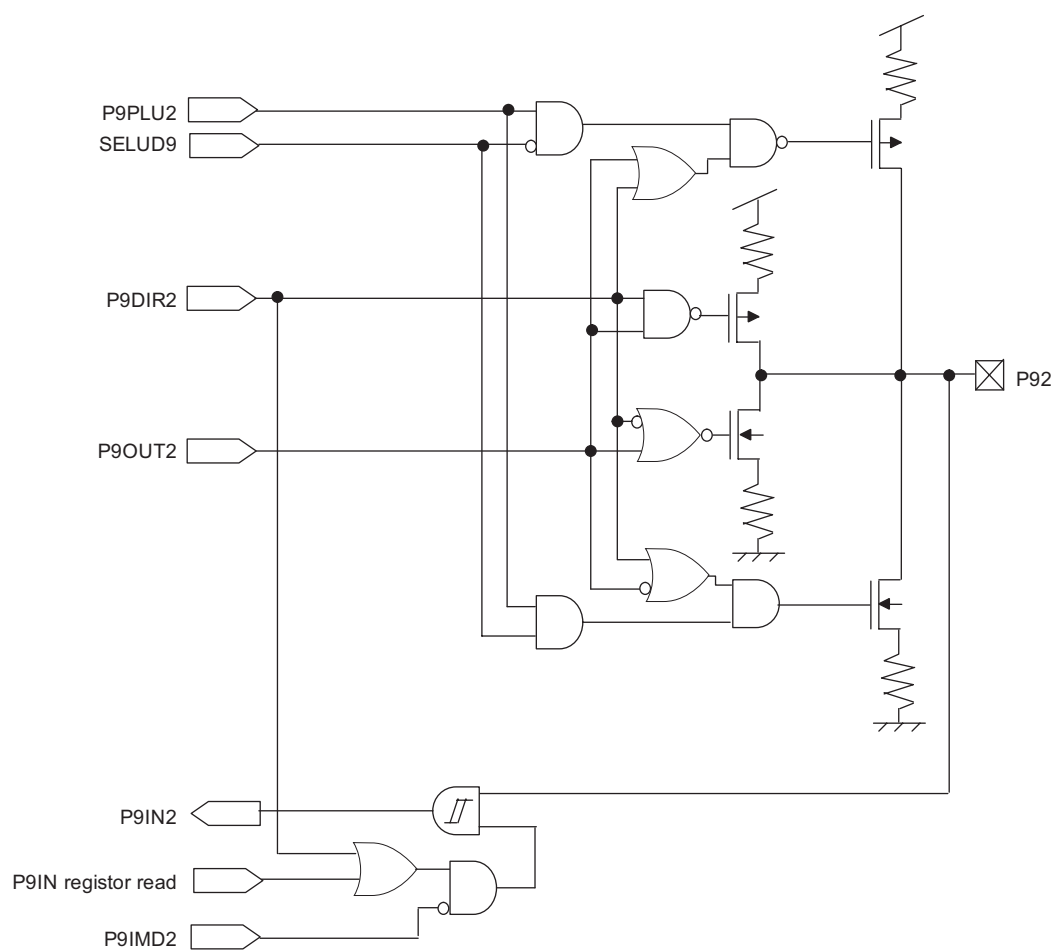 P9PLU2
SELUD9
P9DIR2
P92
P9OUT2
P9IN2
P9IN registor read
P9IMD2